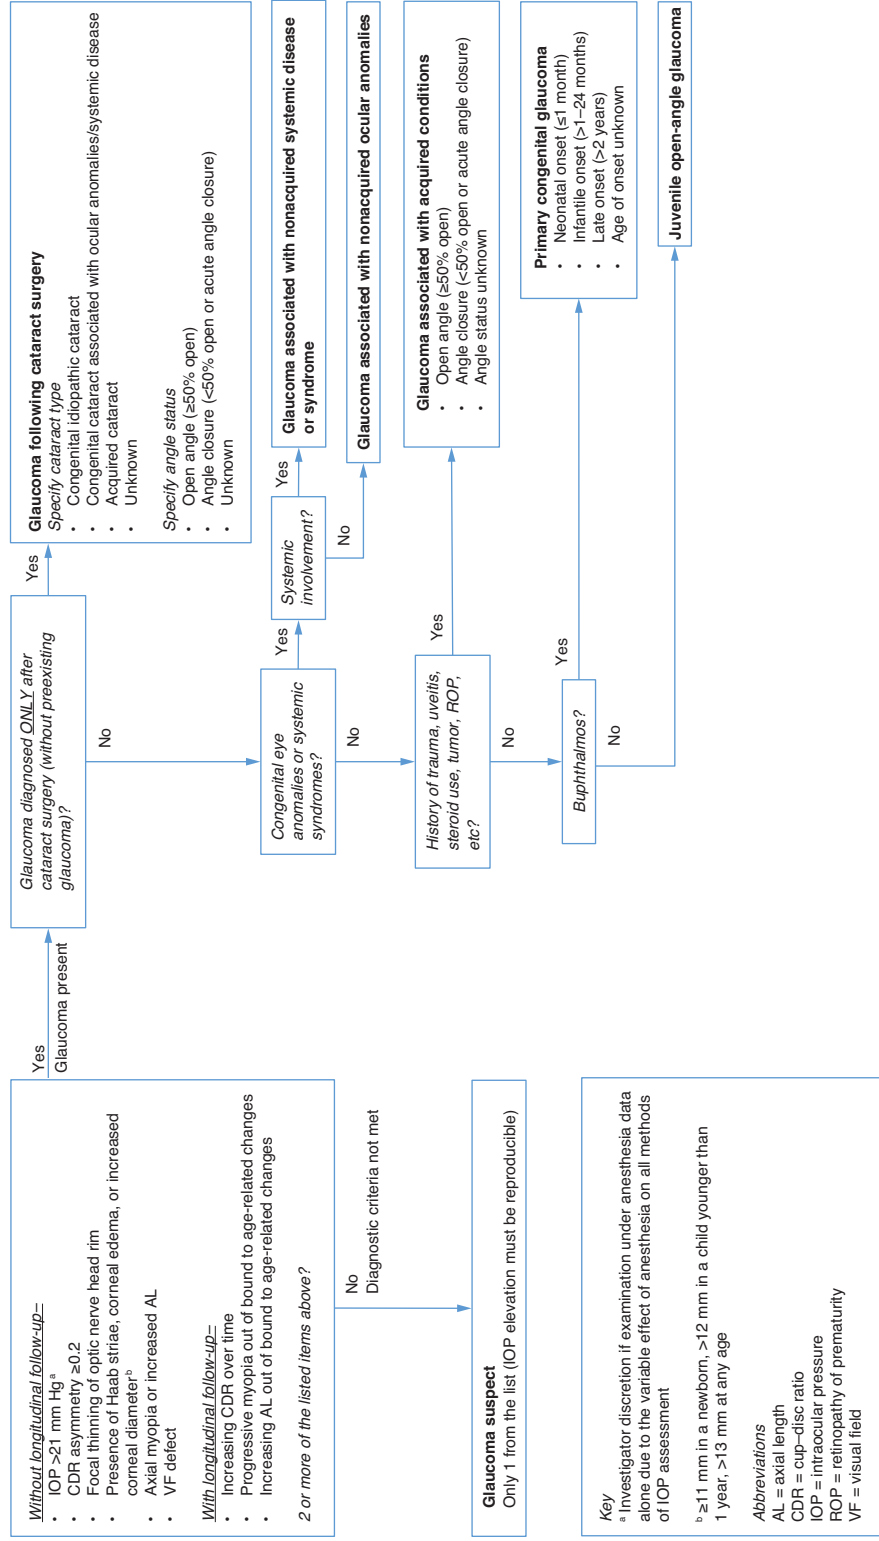 Without longitudinal follow-up–
• IOP >21 mm Hg a
• CDR asymmetry ≥0.2
• Focal thinning of optic nerve head rim
• Presence of Haab striae, corneal edema, or increased
corneal diameter b
• Axial myopia or increased AL
• VF defect
With longitudinal follow-up–
• Increasing CDR over time
• Progressive myopia out of bound to age-related changes
• Increasing AL out of bound to age-related changes
2 or more of the listed items above?
Yes
Glaucoma present
No
Diagnostic criteria not met
Glaucoma suspect
Only 1 from the list (IOP elevation must be reproducible)
Glaucoma diagnosed ONLY after
cataract surgery (without preexisting
glaucoma)?
Yes
Glaucoma following cataract surgery
Specify cataract type
• Congenital idiopathic cataract
• Congenital cataract associated with ocular anomalies/systemic disease
• Acquired cataract
• Unknown
Specify angle status
• Open angle (≥50% open)
• Angle closure (<50% open or acute angle closure)
• Unknown
No
Congenital eye
anomalies or systemic
syndromes?
Yes
Systemic
involvement?
Yes
Glaucoma associated with nonacquired systemic disease
or syndrome
No
Glaucoma associated with nonacquired ocular anomalies
No
History of trauma, uveitis,
steroid use, tumor, ROP,
etc?
Yes
Glaucoma associated with acquired conditions
• Open angle (≥50% open)
• Angle closure (<50% open or acute angle closure)
• Angle status unknown
No
Buphthalmos?
Yes
Primary congenital glaucoma
• Neonatal onset (≤1 month)
• Infantile onset (>1–24 months)
• Late onset (>2 years)
• Age of onset unknown
No
Juvenile open-angle glaucoma
Key
a Investigator discretion if examination under anesthesia data
alone due to the variable effect of anesthesia on all methods
of IOP assessment
b ≥11 mm in a newborn, >12 mm in a child younger than
1 year, >13 mm at any age
Abbreviations
AL = axial length
CDR = cup–disc ratio
IOP = intraocular pressure
ROP = retinopathy of prematurity
VF = visual field